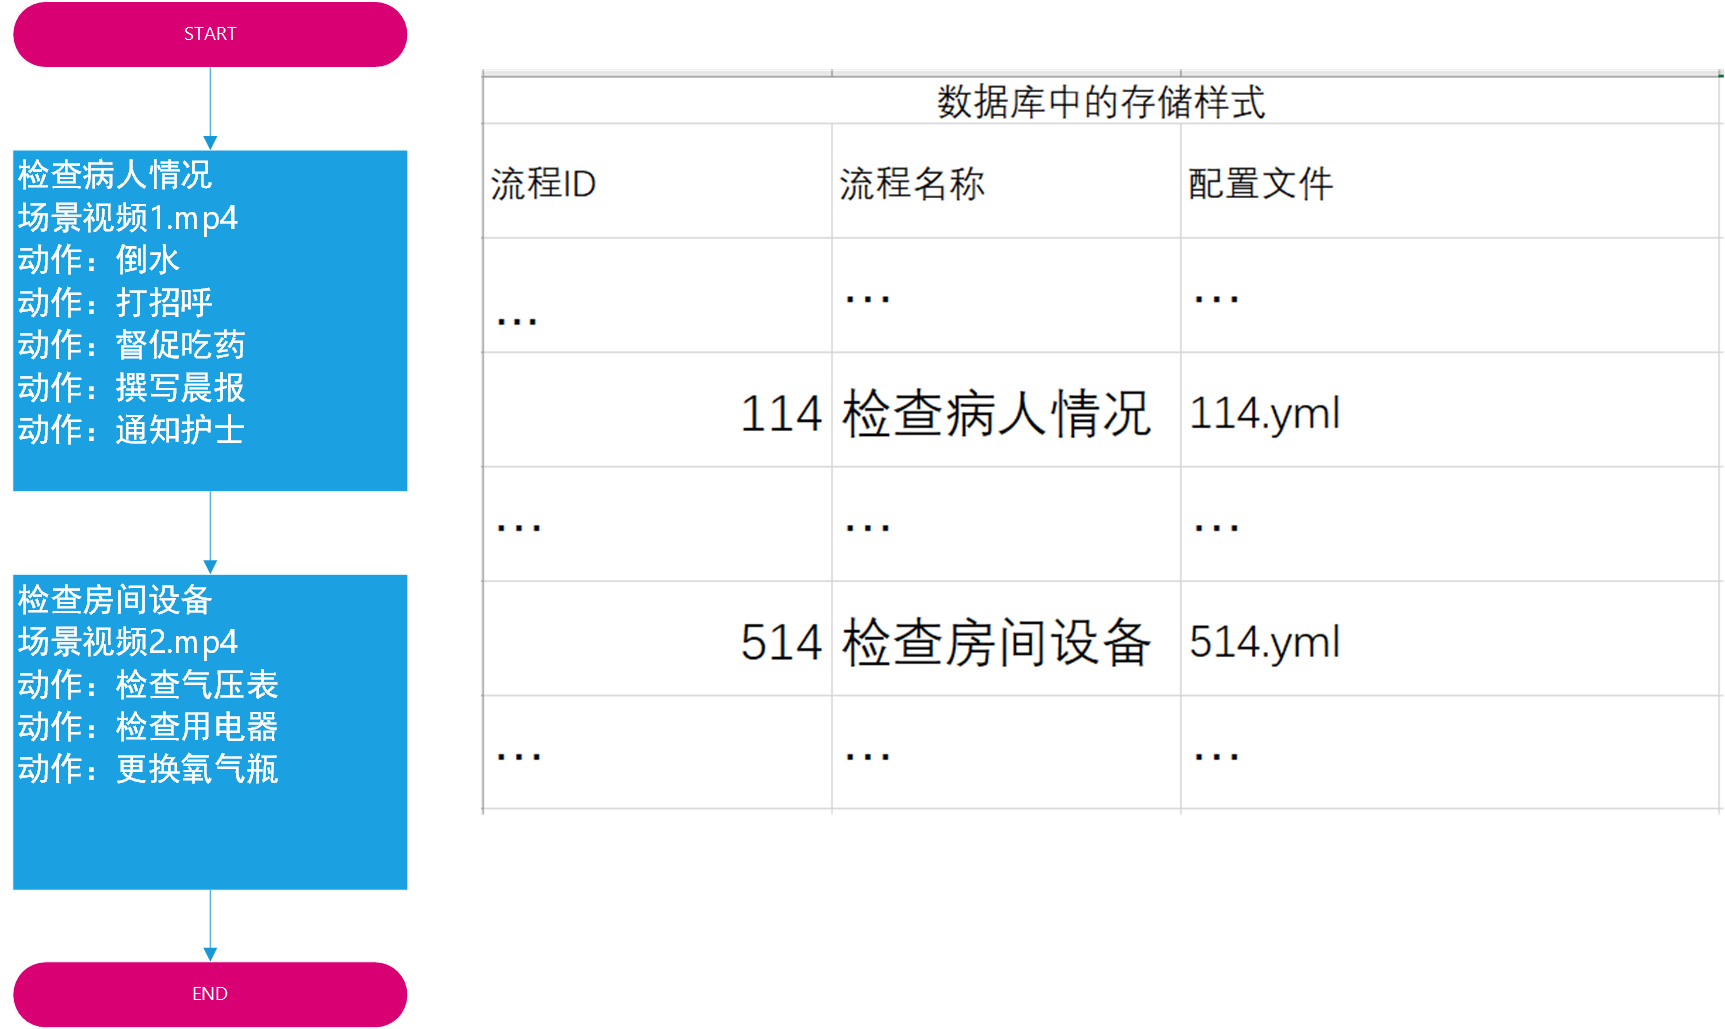 START
检查病人情况
场景视频1.mp4
动作：倒水
动作：打招呼
动作：督促吃药
动作：撰写晨报
动作：通知护士
检查房间设备
场景视频2.mp4
动作：检查气压表
动作：检查用电器
动作：更换氧气瓶
END
数据库中的存储样式
流程ID 流程名称 配置文件
... ... ...
114 检查病人情况 114.yml
... ... ...
514 检查房间设备 514.yml
... ... ...